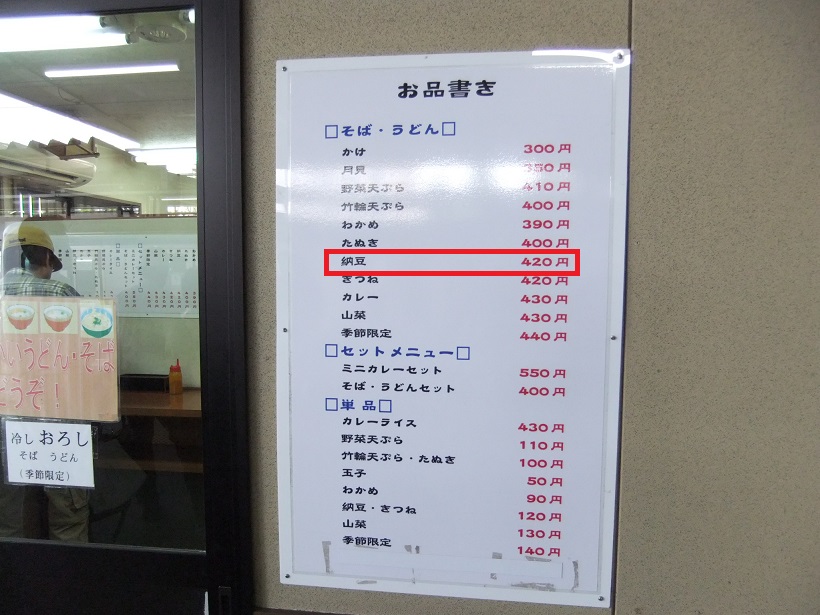 お品書き
□そば・うどん□
かけ 300円
月見 350円
野菜天ぷら 410円
竹輪天ぷら 400円
わかめ 390円
たぬき 400円
納豆 420円
きつね 420円
カレー 430円
山菜 430円
季節限定 440円
□セットメニュー□
ミニカレーセット 550円
そば・うどんセット 400円
□単品□
カレーライス 430円
野菜天ぷら 110円
竹輪天ぷら・たぬき 100円
玉子 50円
わかめ 90円
納豆・きつね 120円
山菜 130円
季節限定 140円
いうどん・そば
どうぞ!
冷し おろし
そば うどん
(季節限定)